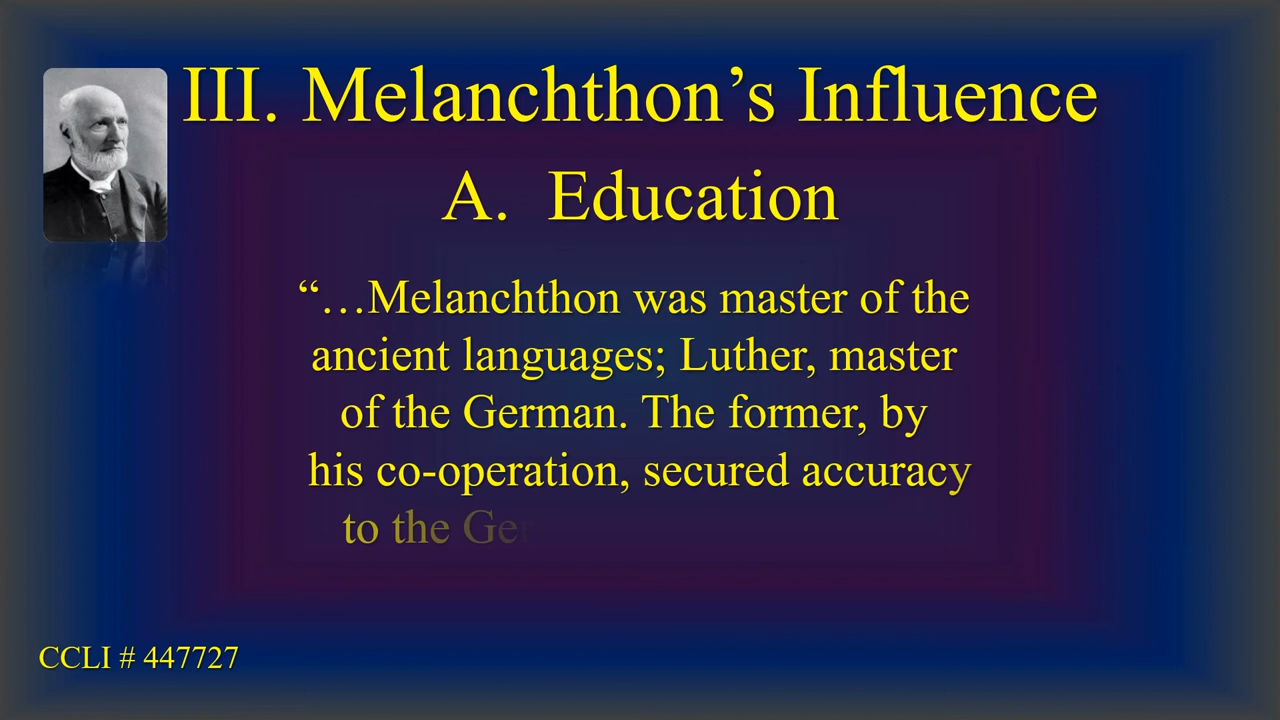 III. Melanchthon’s Influence
A. Education
“…Melanchthon was master of the
ancient languages; Luther, master
of the German. The former, by
his co-operation, secured accuracy
to the
CCLI # 447727